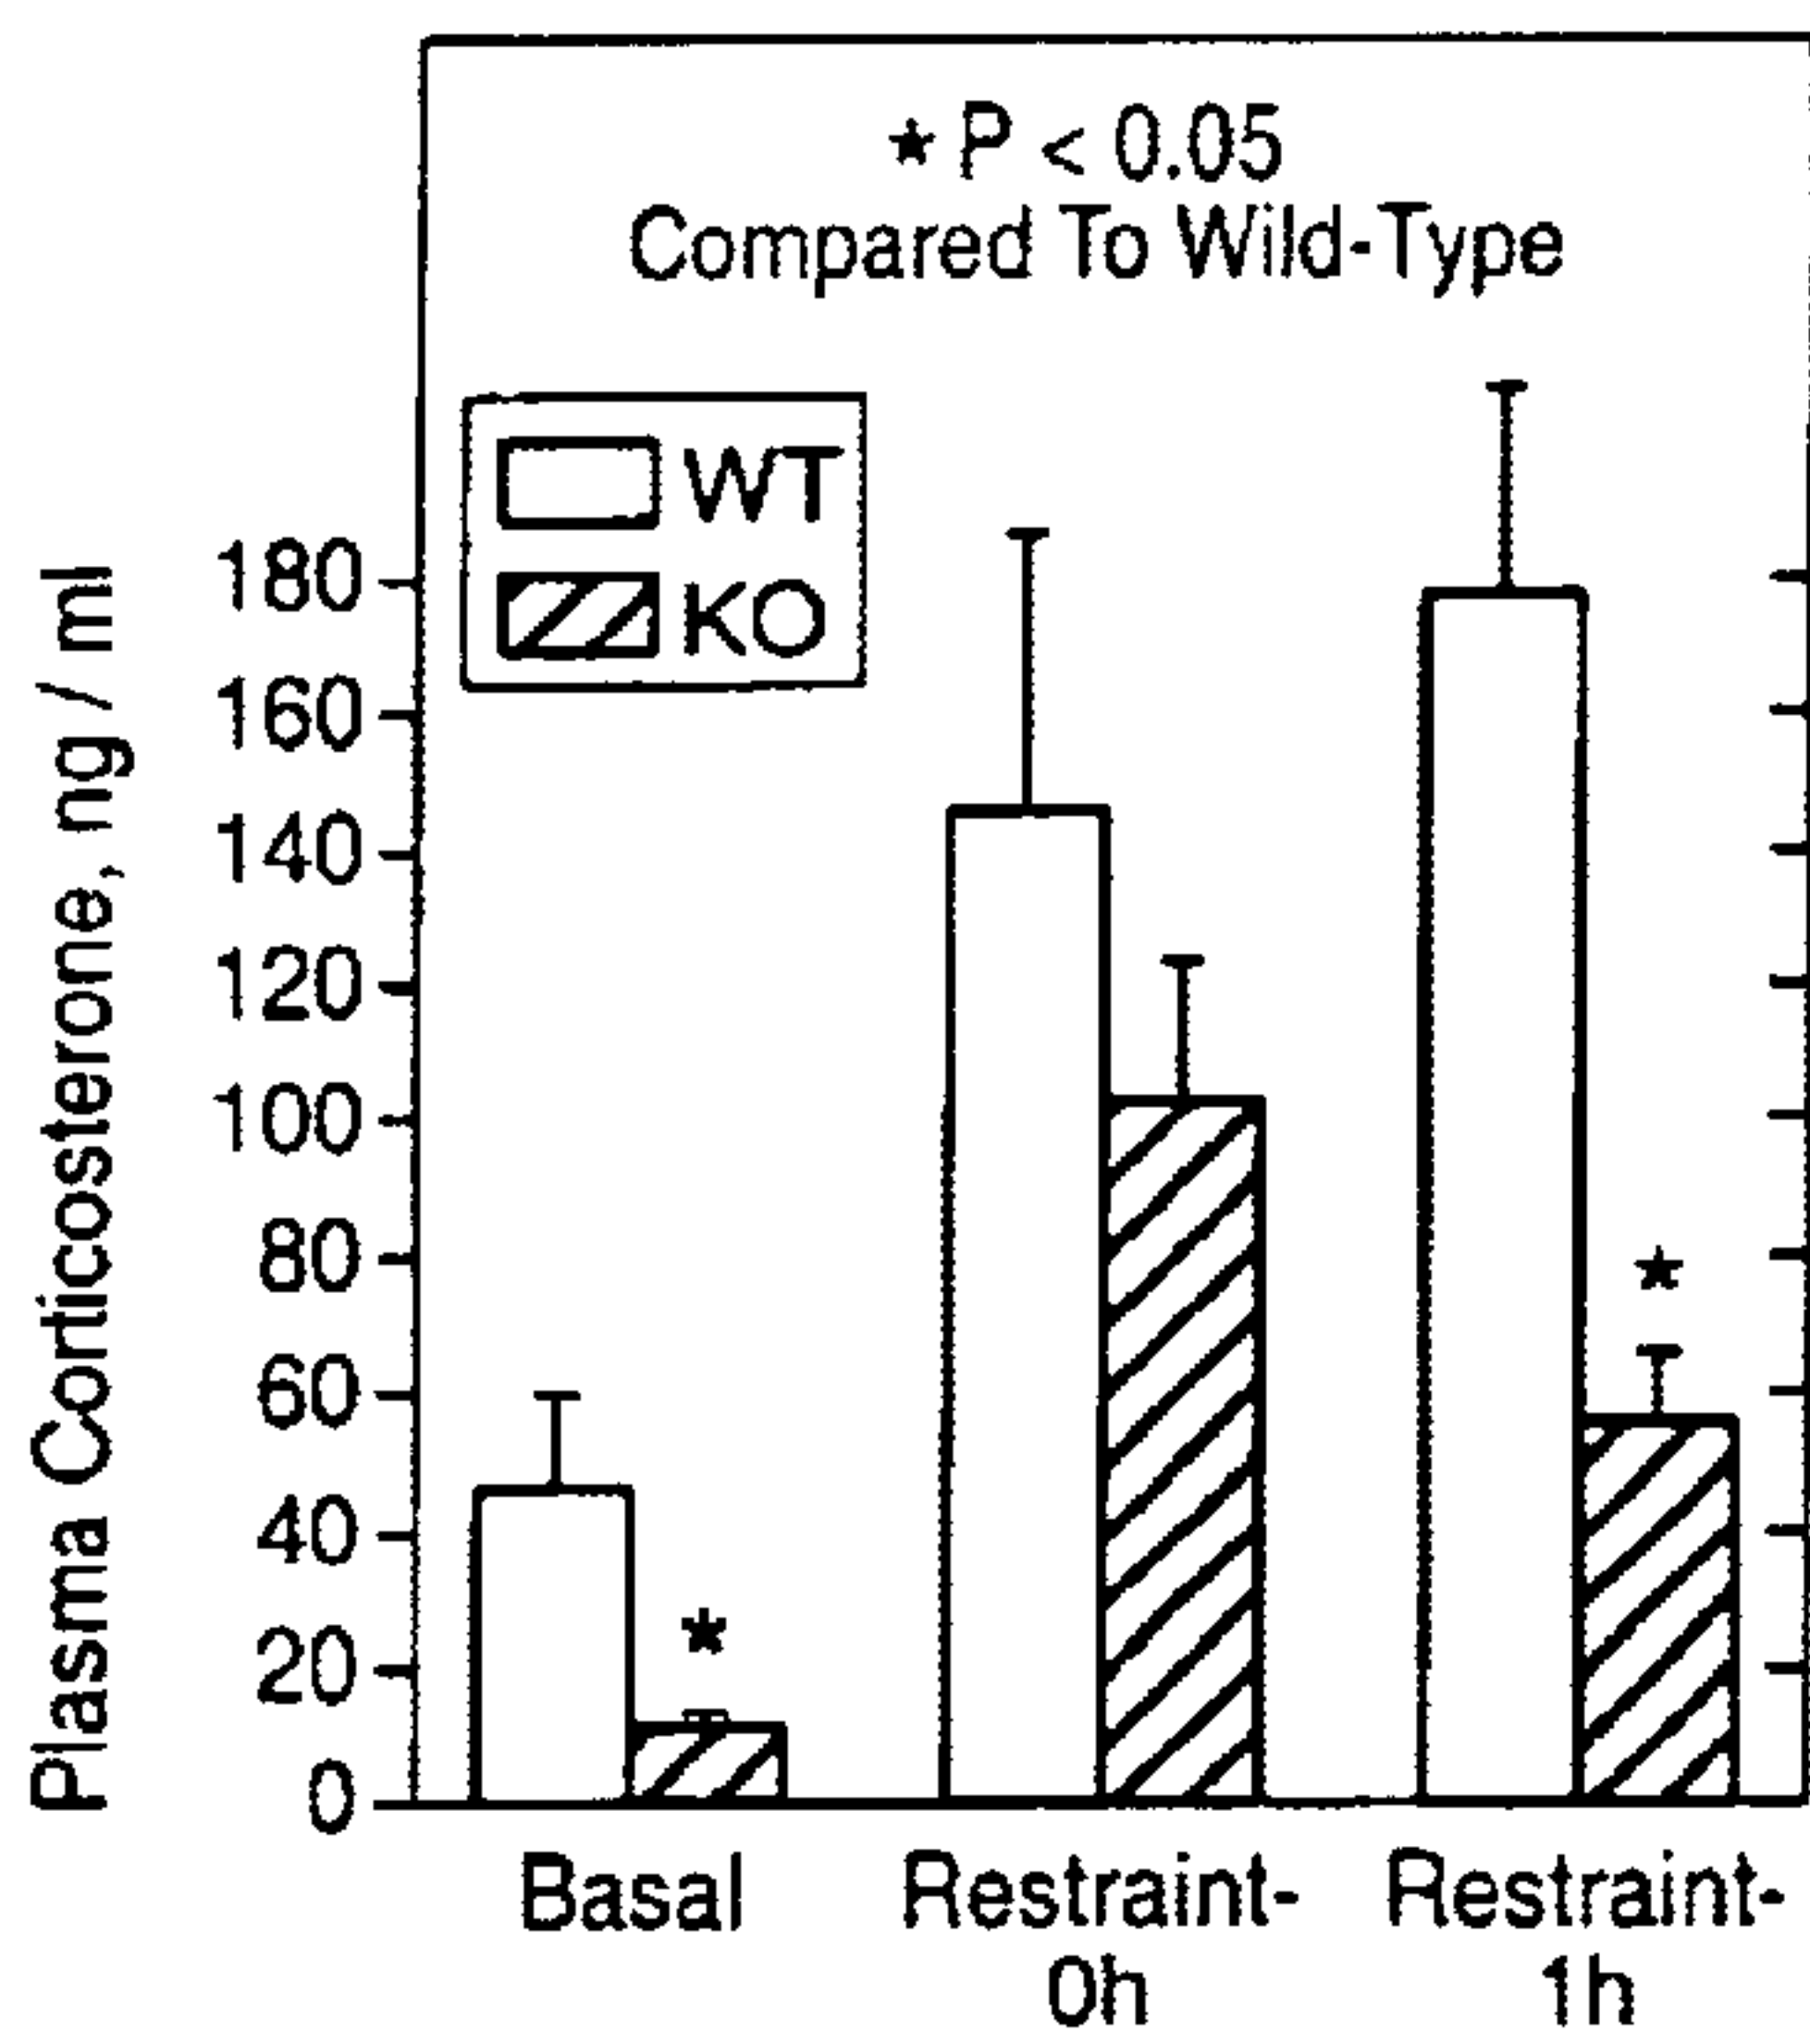 ★ P < 0.05
Compared To Wild-Type
WT
KO
Plasma Corticosterone, ng / ml
180
160
140
120
100
80
60
40
20
0
★
★
Basal
Restraint-
0h
Restraint-
1h